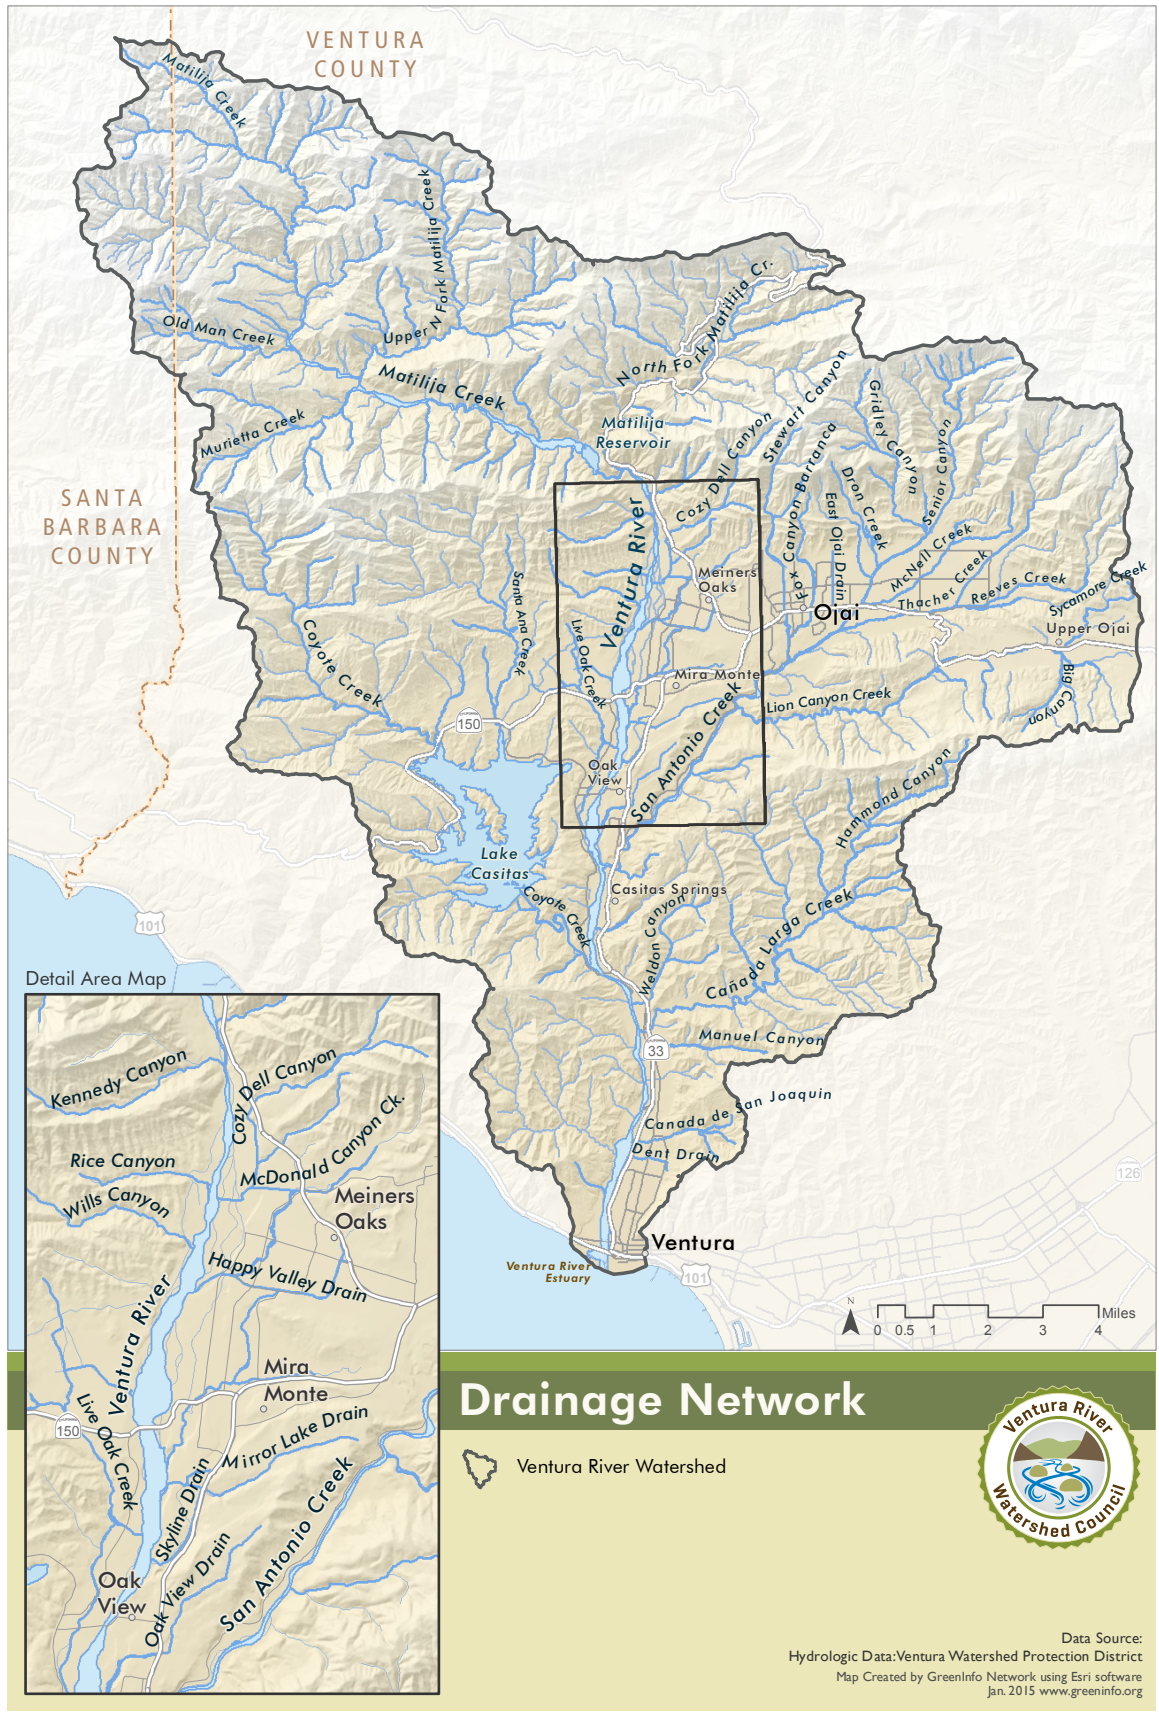 VENTURA
COUNTY
Matilija Creek
Upper N Fork Matilija Creek
Old Man Creek
Matilija Creek
Murietta Creek
North Fork Matilija Cr.
Matilija
Reservoir
Cozy Dell Canyon
Stewart Canyon
Fox Canyon Barranca
Gridley Canyon
Senior Canyon
Dron Creek
East Ojai Drain
McNell Creek
Thacher Creek
Reeves Creek
Sycamore Creek
SANTA
BARBARA
COUNTY
Ventura River
Meiners
Oaks
Ojai
Upper Ojai
Big Canyon
Santa Ana Creek
Live Oak Creek
Coyote Creek
Mira Monte
Lion Canyon Creek
CALIFORNIA
150
San Antonio Creek
Oak
View
Hammond Canyon
Lake
Casitas
Coyote Creek
Casitas Springs
Weldon Canyon
Cañada Larga Creek
101
Manuel Canyon
CALIFORNIA
33
Canada de San Joaquin
Dent Drain
126
Ventura
Ventura River
Estuary
101
N
0 0.5 1 2 3 4 Miles
Detail Area Map
Kennedy Canyon
Cozy Dell Canyon
Rice Canyon
McDonald Canyon Ck.
Wills Canyon
Meiners
Oaks
Happy Valley Drain
Ventura River
Mira
Monte
CALIFORNIA
150
Live Oak Creek
Mirror Lake Drain
Skyline Drain
San Antonio Creek
Oak
View
Oak View Drain
Drainage Network
Ventura River Watershed
Ventura River
Watershed Council
Data Source:
Hydrologic Data:Ventura Watershed Protection District
Map Created by GreenInfo Network using Esri software
Jan. 2015 www.greeninfo.org